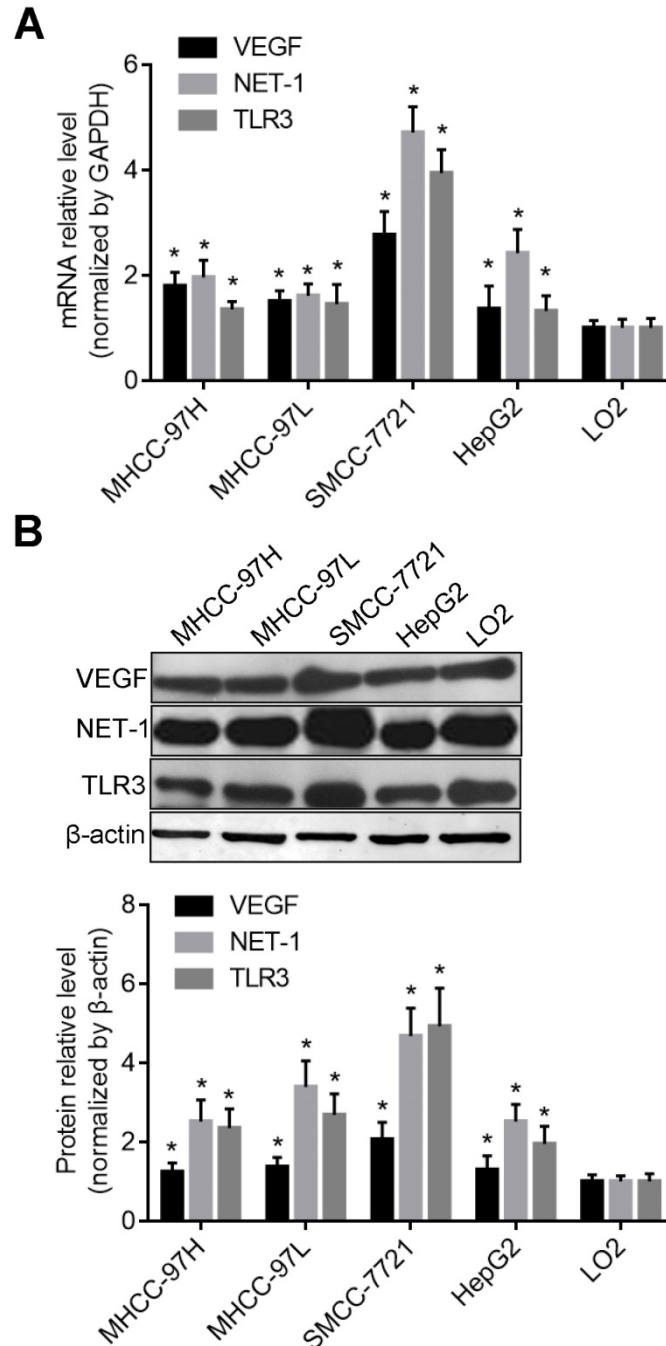 A
VEGF
NET-1
TLR3
mRNA relative level
(normalized by GAPDH)
6
4
2
0
* * *
* * *
* * *
* * *
MHCC-97H
MHCC-97L
SMCC-7721
HepG2
LO2
B
MHCC-97H
MHCC-97L
SMCC-7721
HepG2
LO2
VEGF
NET-1
TLR3
β-actin
VEGF
NET-1
TLR3
Protein relative level
(normalized by β-actin)
8
6
4
2
0
* * *
* * *
* * *
* * *
MHCC-97H
MHCC-97L
SMCC-7721
HepG2
LO2